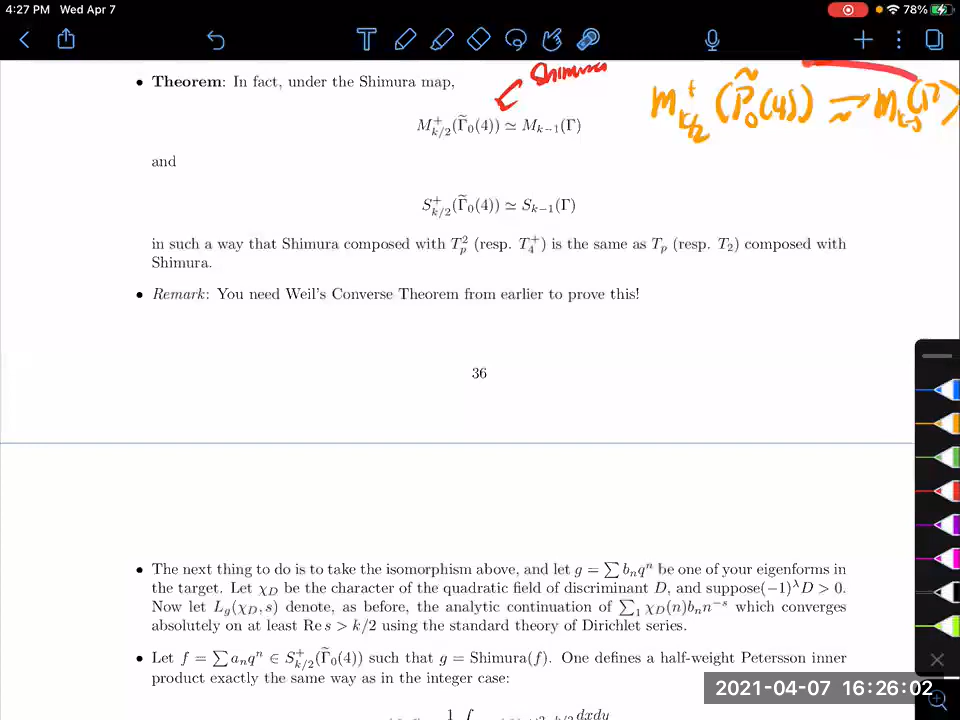 4:27 PM Wed Apr 7
78%
• Theorem: In fact, under the Shimura map,
Shimura
M⁺_{k/2}(Γ̃₀(4)) ≃ M_{k−1}(Γ)
M⁺_{k/2}(Γ̃₀(4))
and
S⁺_{k/2}(Γ̃₀(4)) ≃ S_{k−1}(Γ)
in such a way that Shimura composed with T²_p (resp. T⁺_4) is the same as T_p (resp. T_2) composed with
Shimura.
• Remark: You need Weil's Converse Theorem from earlier to prove this!
36
• The next thing to do is to take the isomorphism above, and let g = ∑ b_n q^n be one of your eigenforms in
the target. Let χ_D be the character of the quadratic field of discriminant D, and suppose(−1)^λ D > 0.
Now let L_g(χ_D, s) denote, as before, the analytic continuation of ∑_1 χ_D(n)b_n n^{−s} which converges
absolutely on at least Re s > k/2 using the standard theory of Dirichlet series.
• Let f = ∑ a_n q^n ∈ S⁺_{k/2}(Γ̃₀(4)) such that g = Shimura(f). One defines a half-weight Petersson inner
product exactly the same way as in the integer case:
2021-04-07 16:26:02